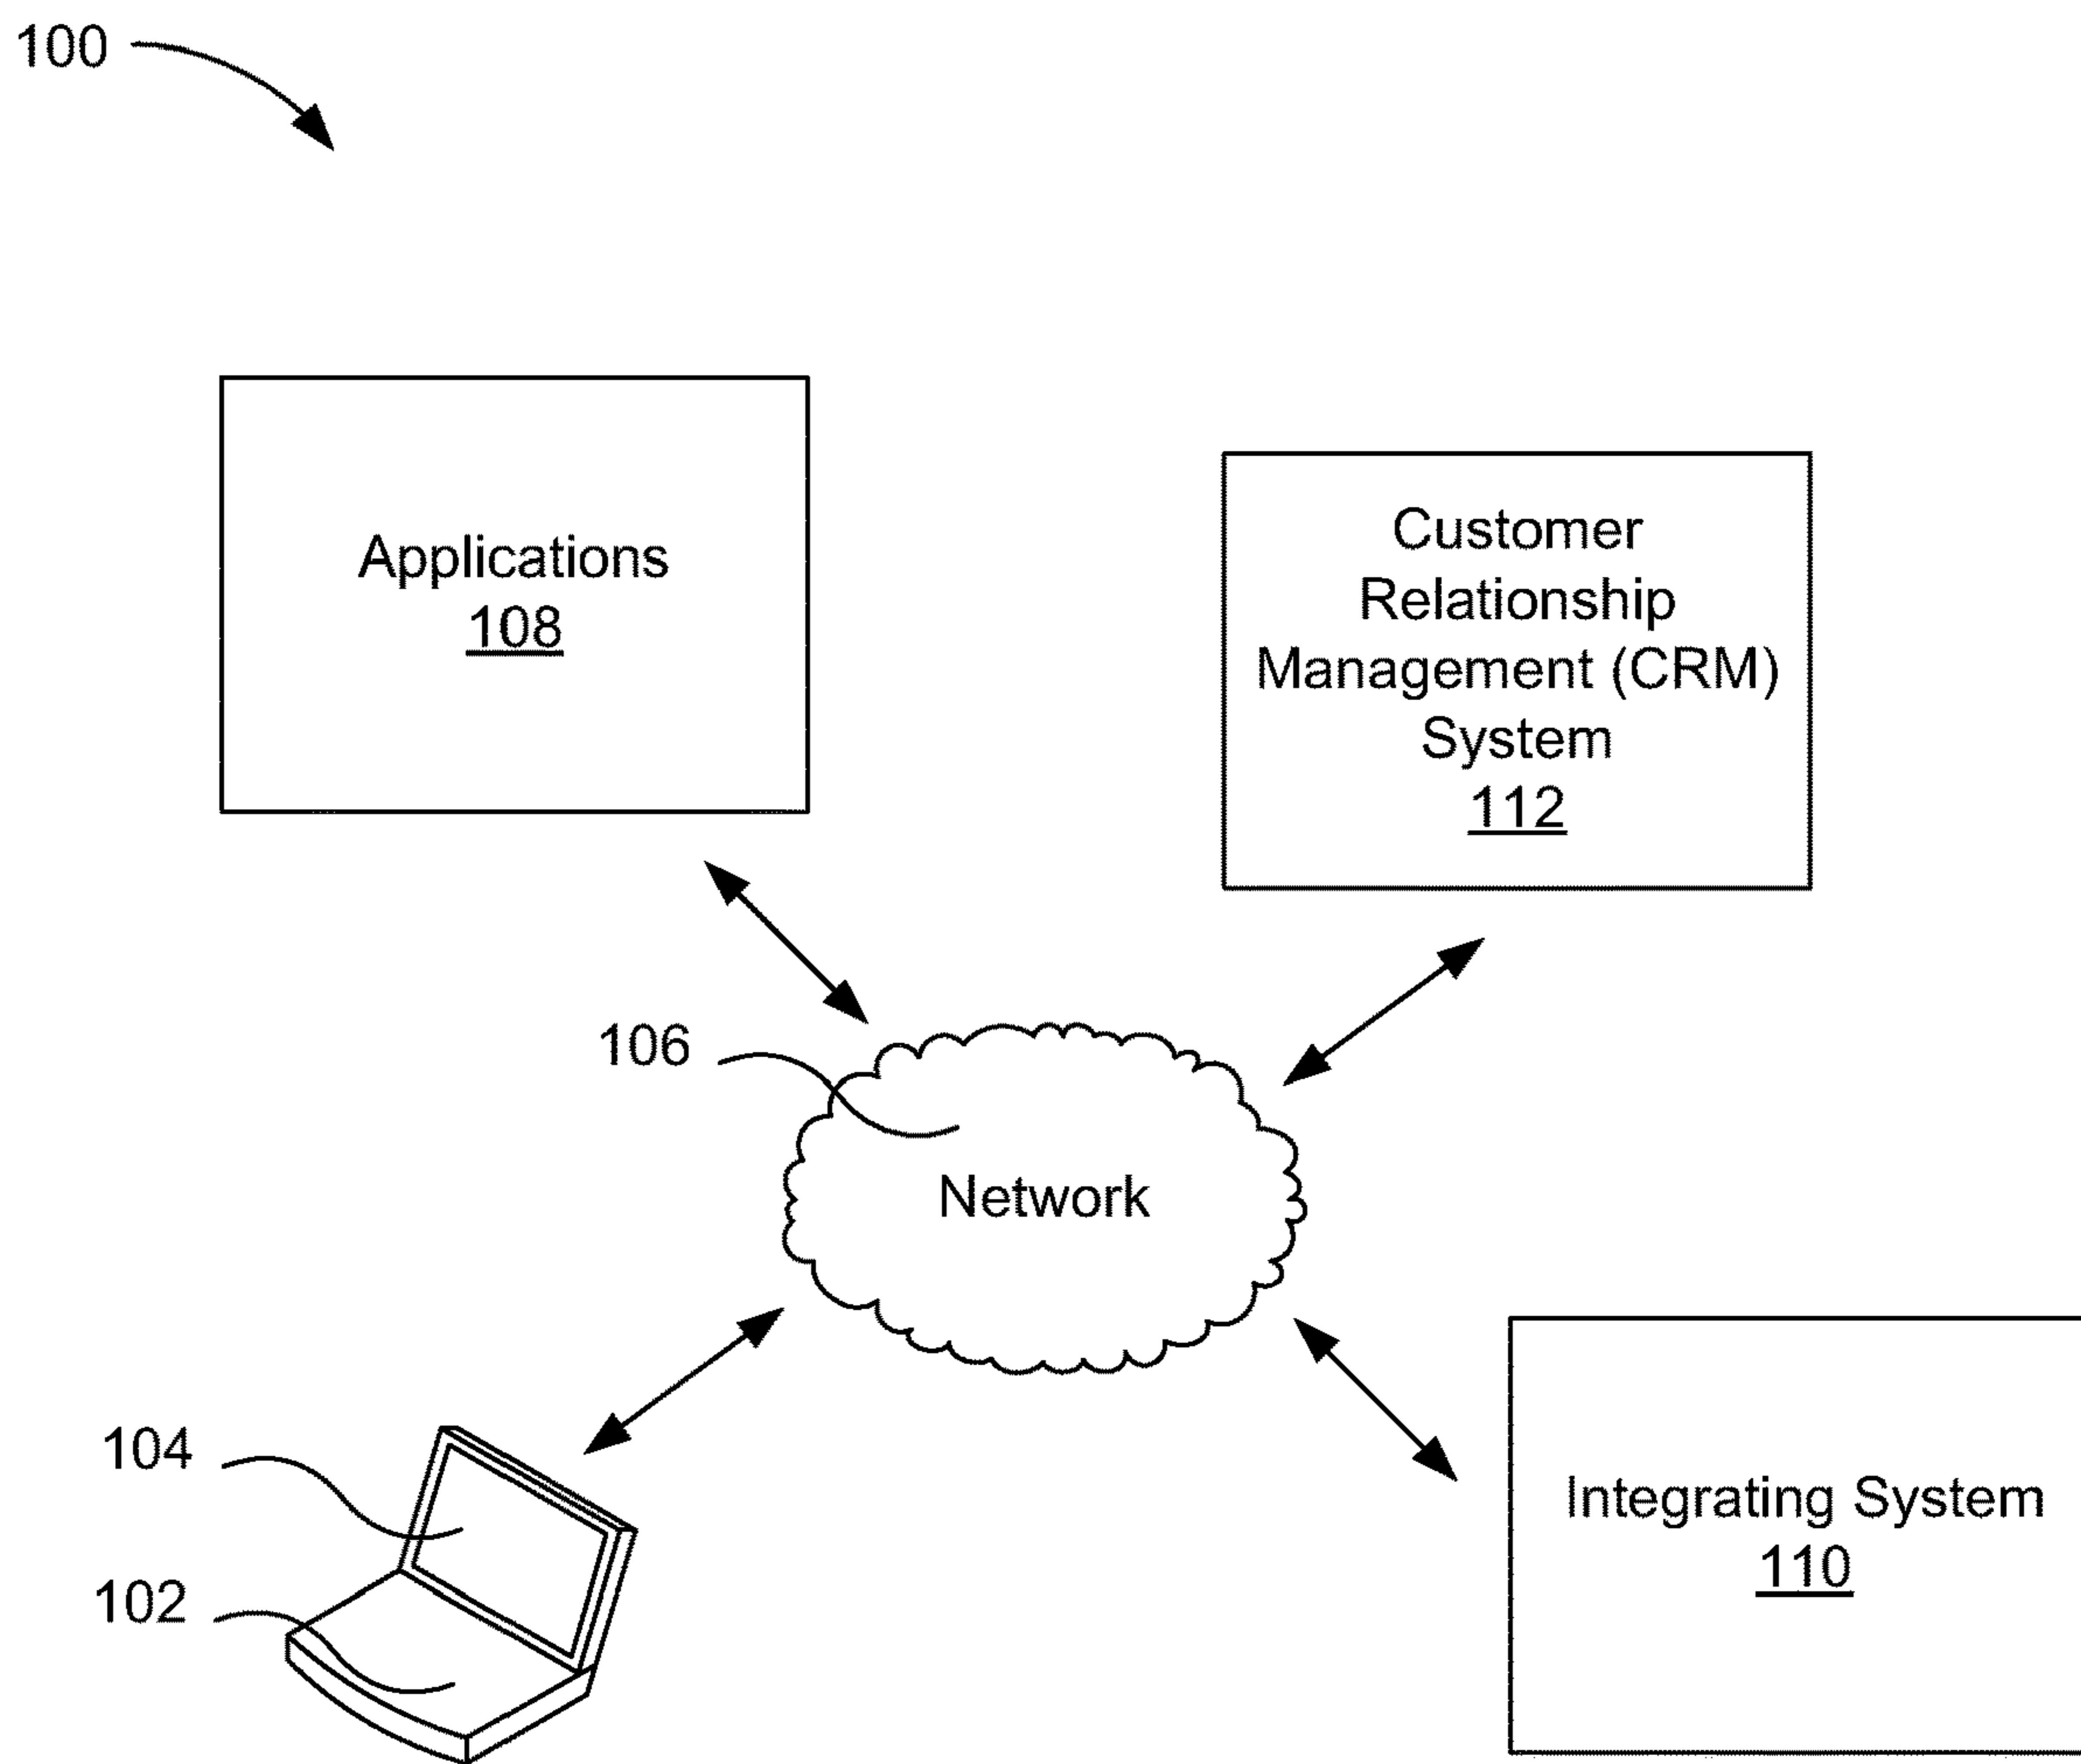 100
Applications
108
Customer
Relationship
Management (CRM)
System
112
106
Network
104
102
Integrating System
110